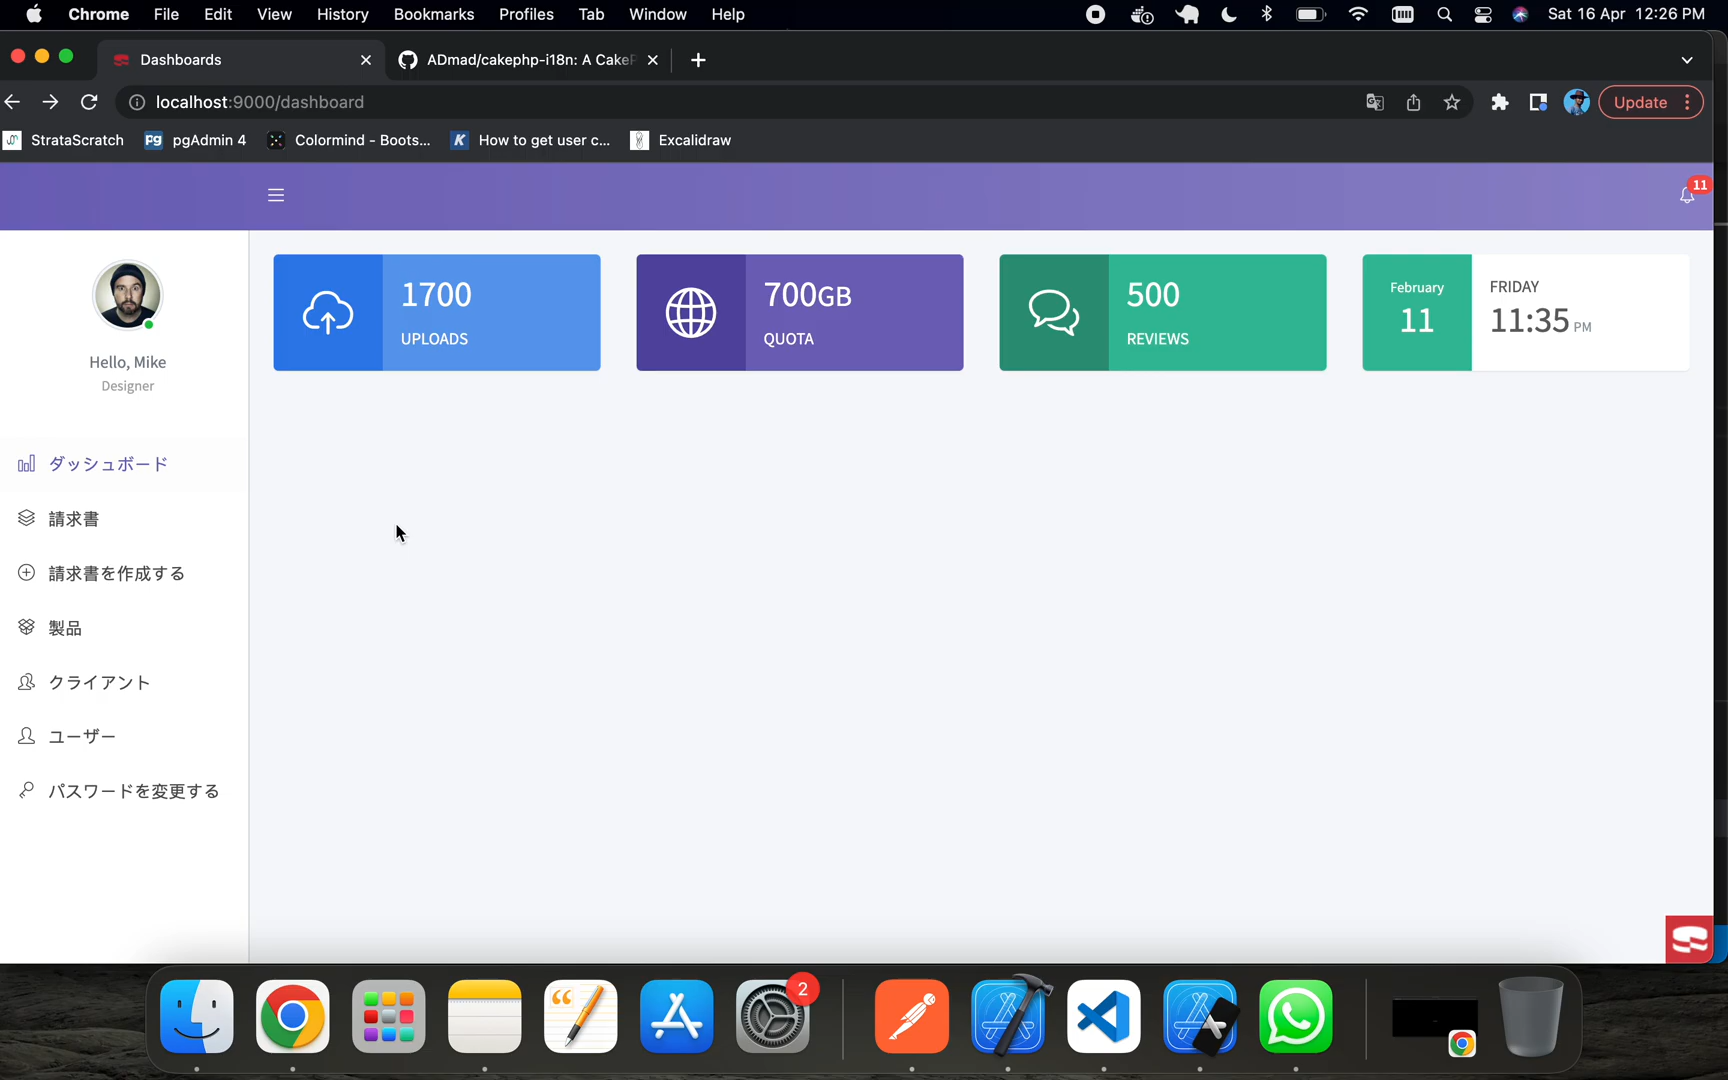 Chrome File Edit View History Bookmarks Profiles Tab Window Help Sat 16 Apr 12:26 PM
Dashboards ADmad/cakephp-i18n: A CakeP
localhost:9000/dashboard Update
StrataScratch pgAdmin 4 Colormind - Boots... How to get user c... Excalidraw
11
Hello, Mike
Designer
ダッシュボード
請求書
請求書を作成する
製品
クライアント
ユーザー
パスワードを変更する
1700
UPLOADS
700GB
QUOTA
500
REVIEWS
February
11
FRIDAY
11:35 PM
2